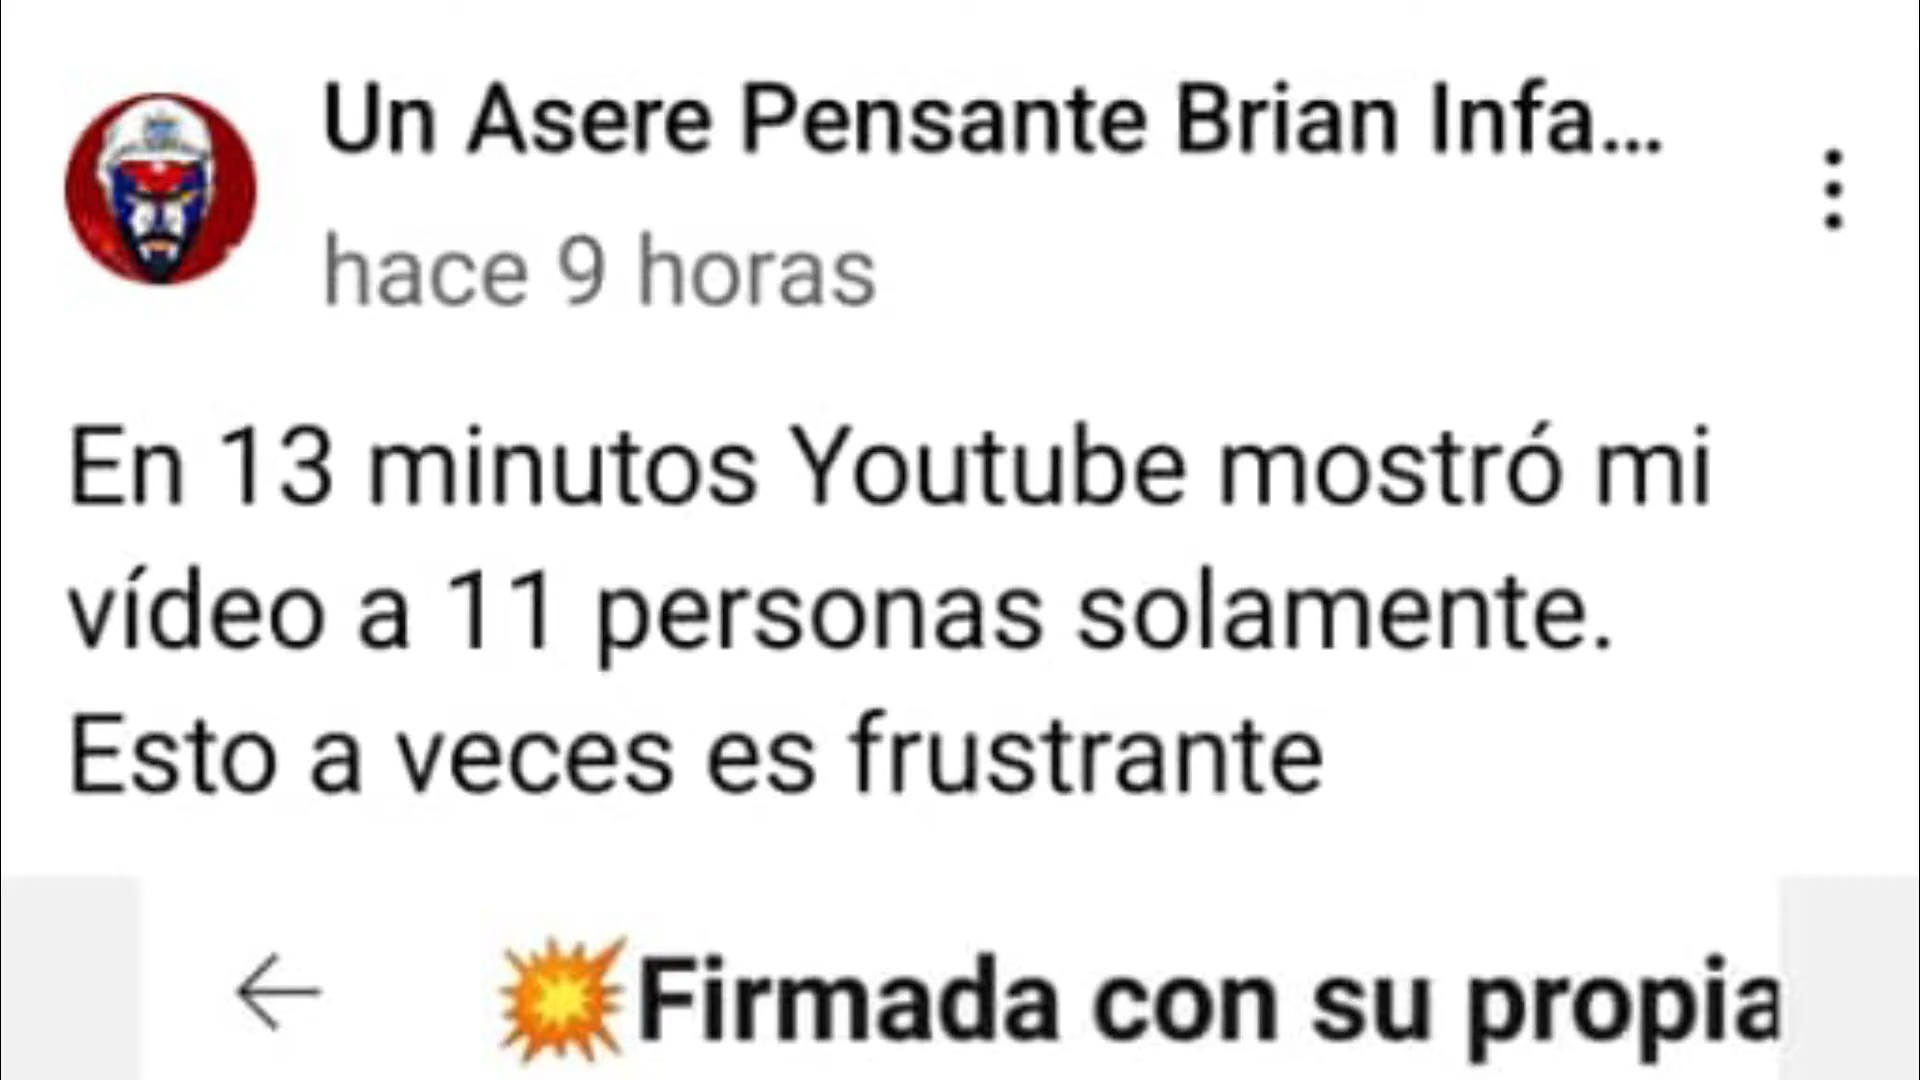 Un Asere Pensante Brian Infa...
hace 9 horas
En 13 minutos Youtube mostró mi
vídeo a 11 personas solamente.
Esto a veces es frustrante
💥Firmada con su propia